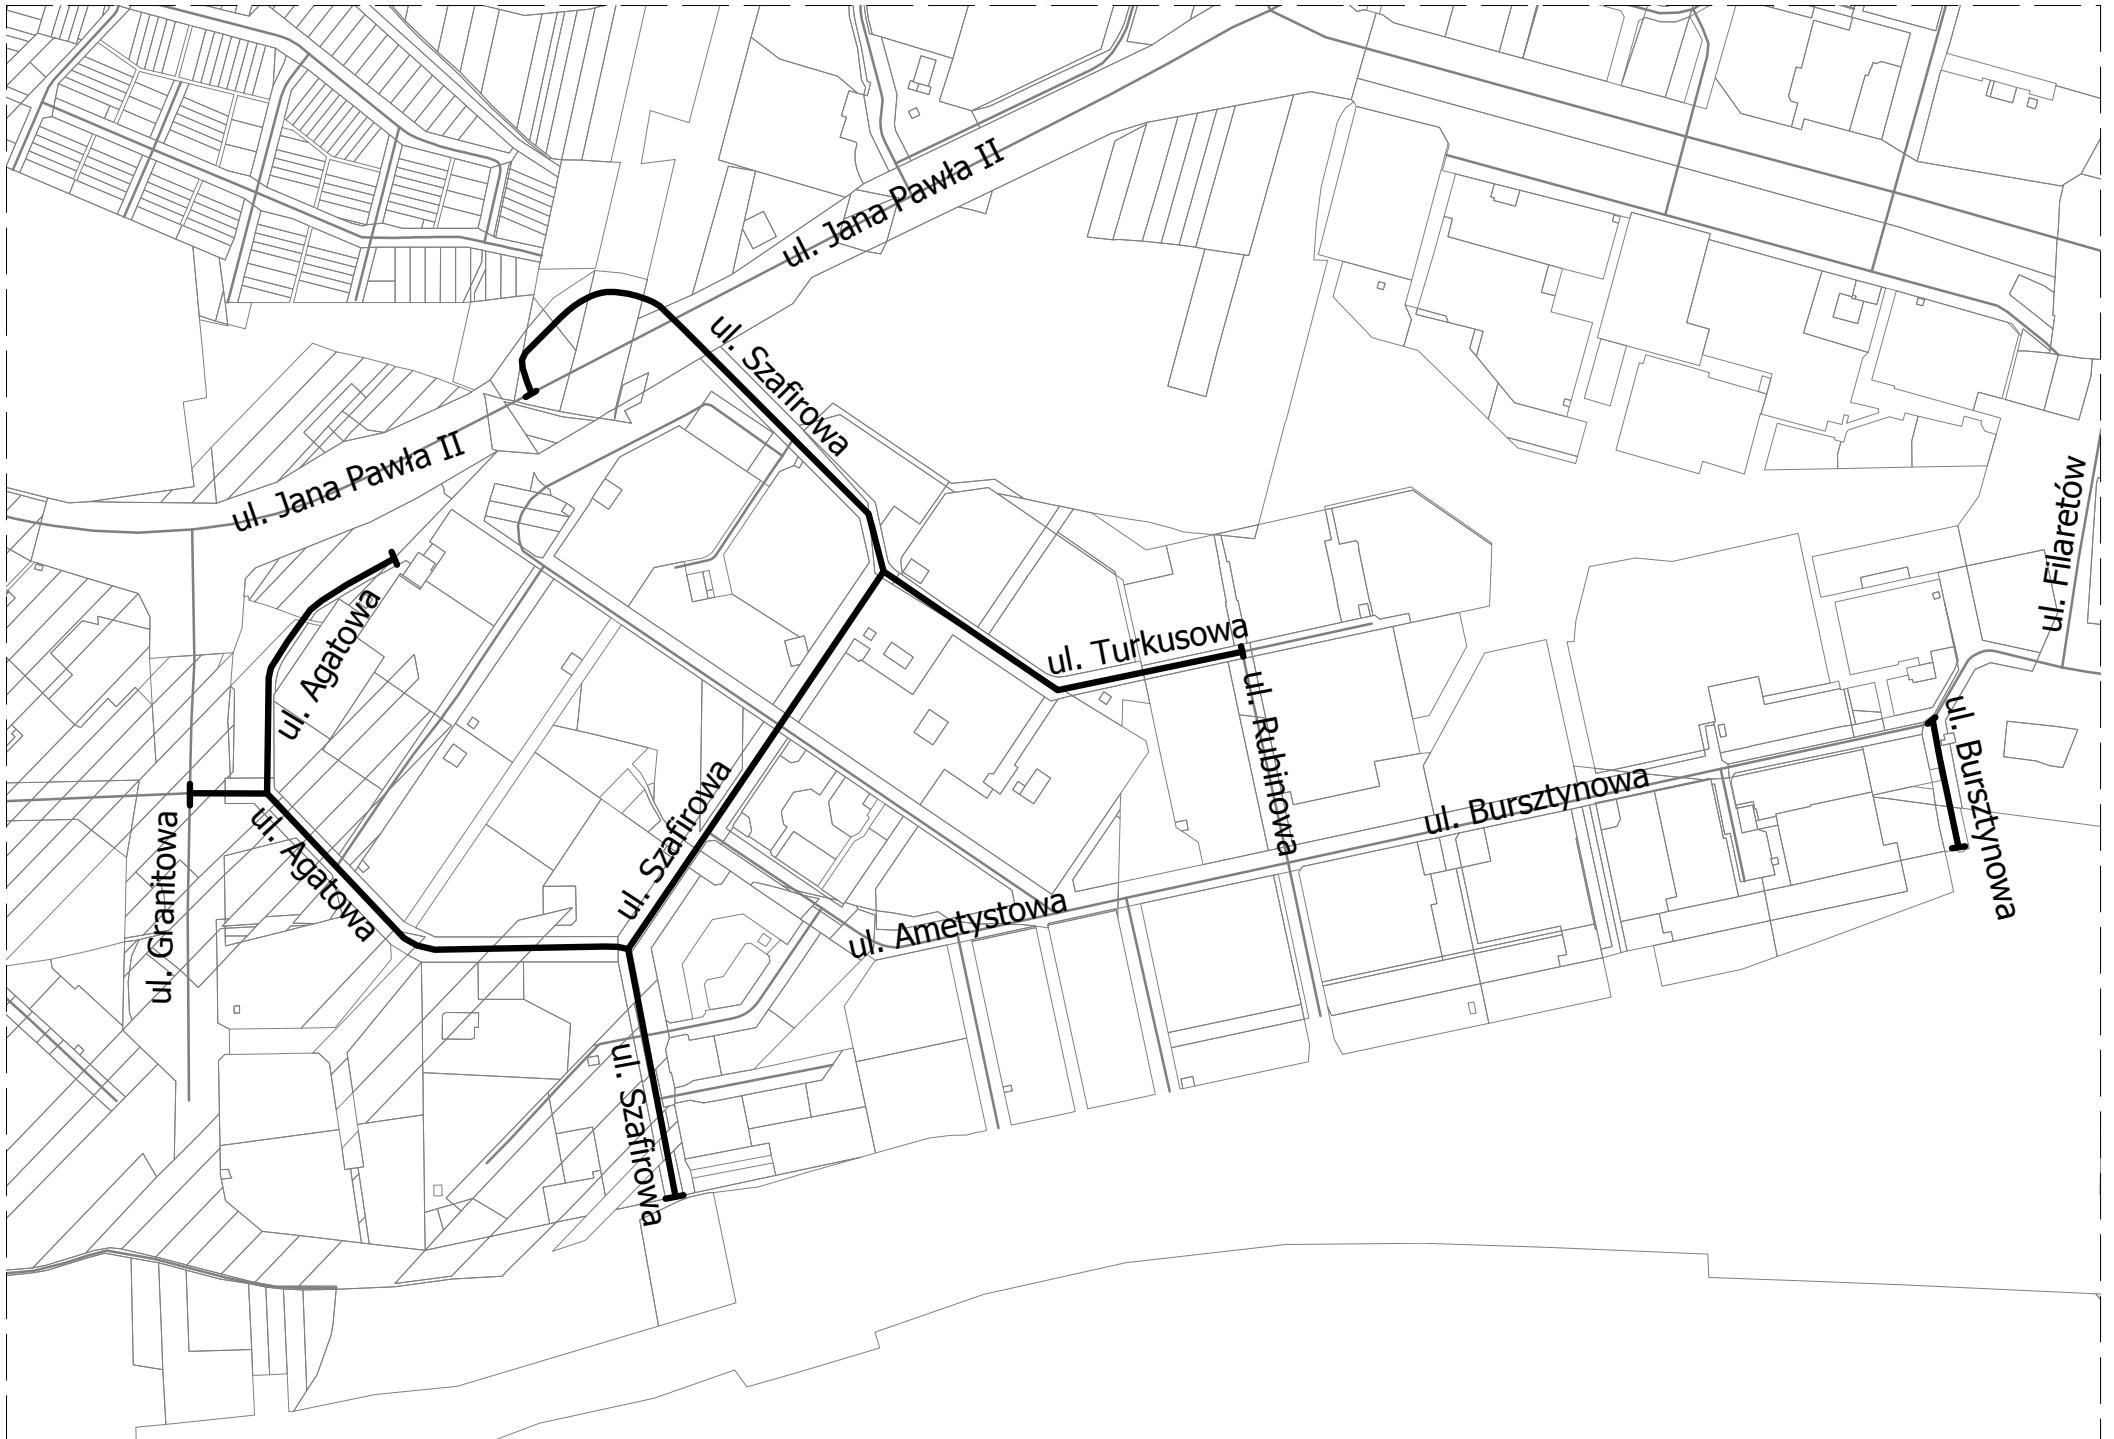 ul. Jana Pawła II
ul. Szafirowa
ul. Jana Pawła II
ul. Filaretów
ul. Agatowa
ul. Turkusowa
ul. Rubinowa
ul. Bursztynowa
ul. Bursztynowa
ul. Szafirowa
ul. Granitowa
ul. Agatowa
ul. Ametystowa
ul. Szafirowa